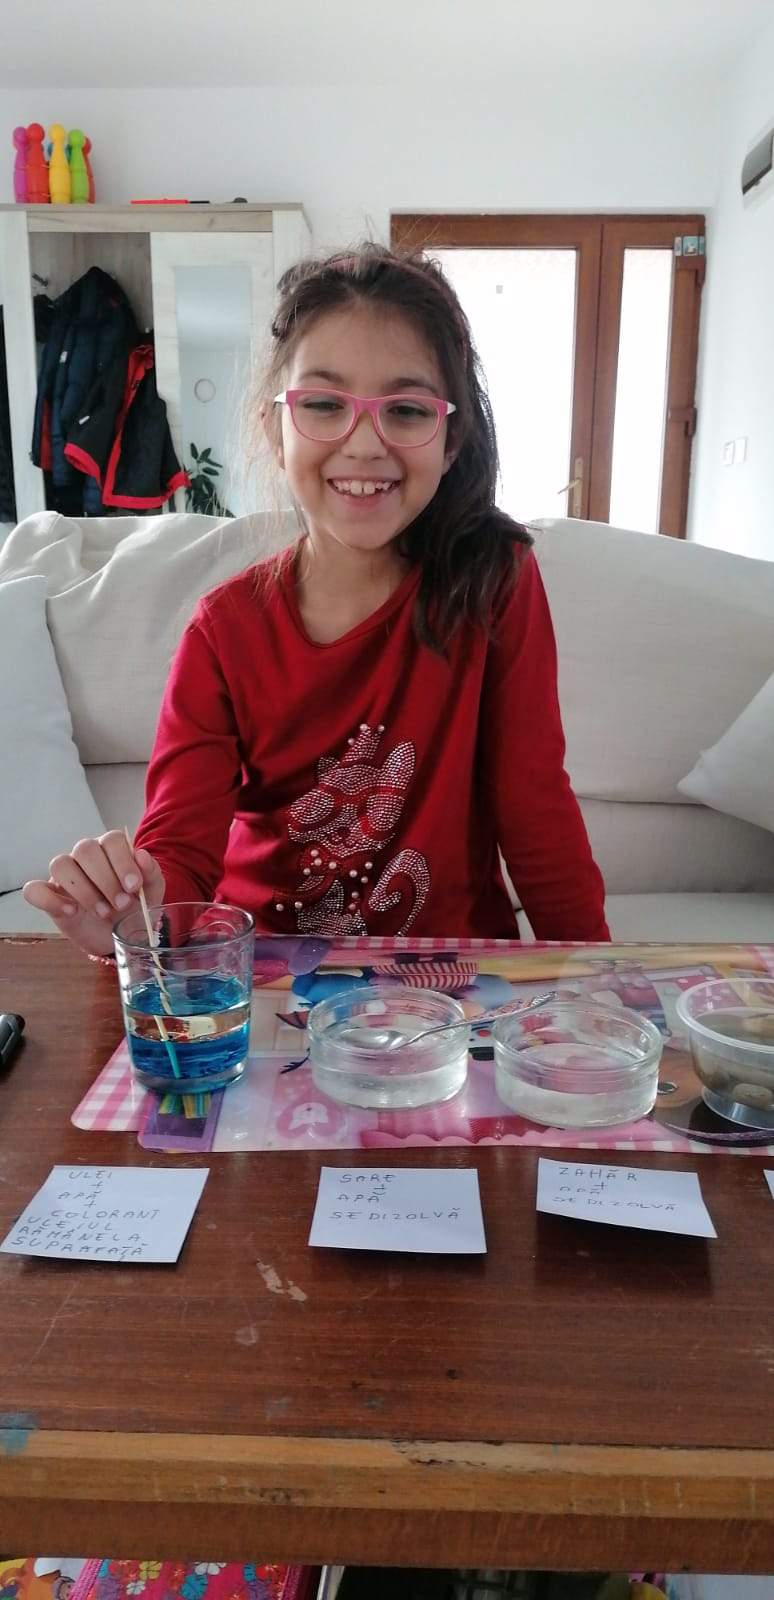 ULEI
+
APĂ
+
COLORANT
ULEIUL
RĂMÂNE LA
SUPRAFAȚĂ
SARE
+
APĂ
SE DIZOLVĂ
ZAHĂR
+
APĂ
SE DIZOLVĂ